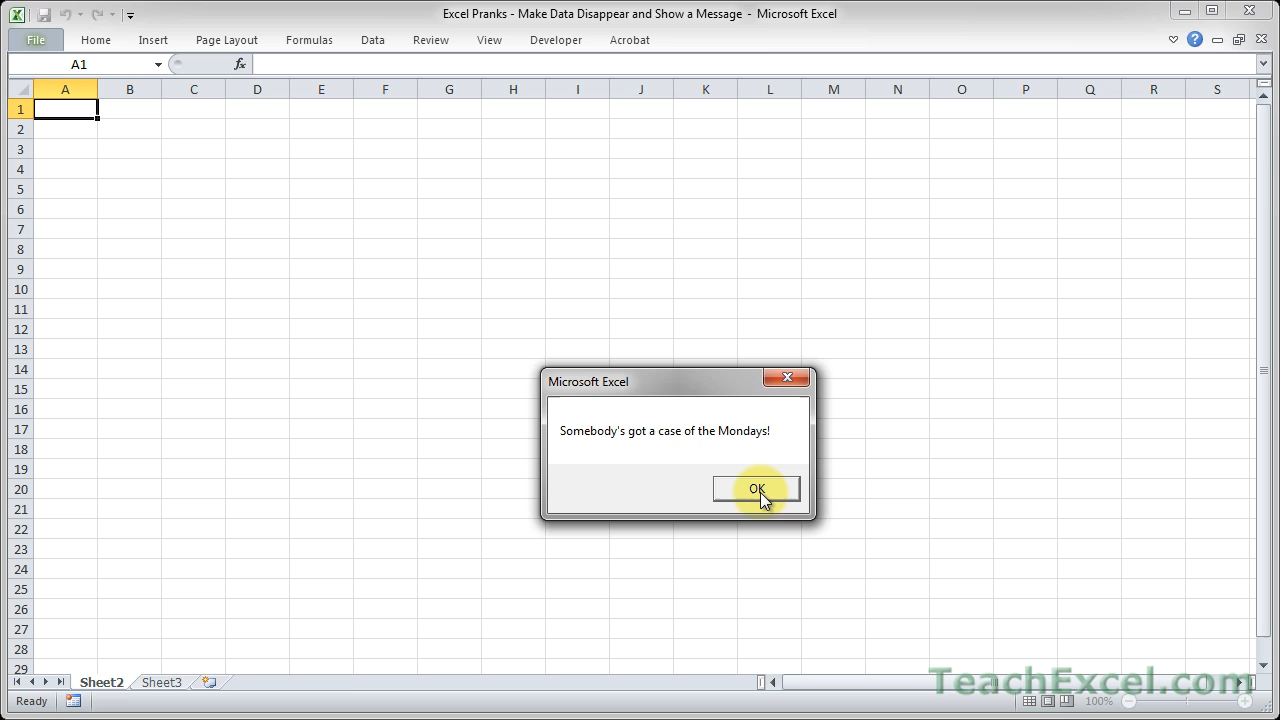 Excel Pranks - Make Data Disappear and Show a Message - Microsoft Excel
File Home Insert Page Layout Formulas Data Review View Developer Acrobat
A1 fx
A B C D E F G H I J K L M N O P Q R S
1
2
3
4
5
6
7
8
9
10
11
12
13
14
15
16
17
18
19
20
21
22
23
24
25
26
27
28
29
Microsoft Excel
Somebody's got a case of the Mondays!
OK
Sheet2 Sheet3
TeachExcel.com
Ready 100%